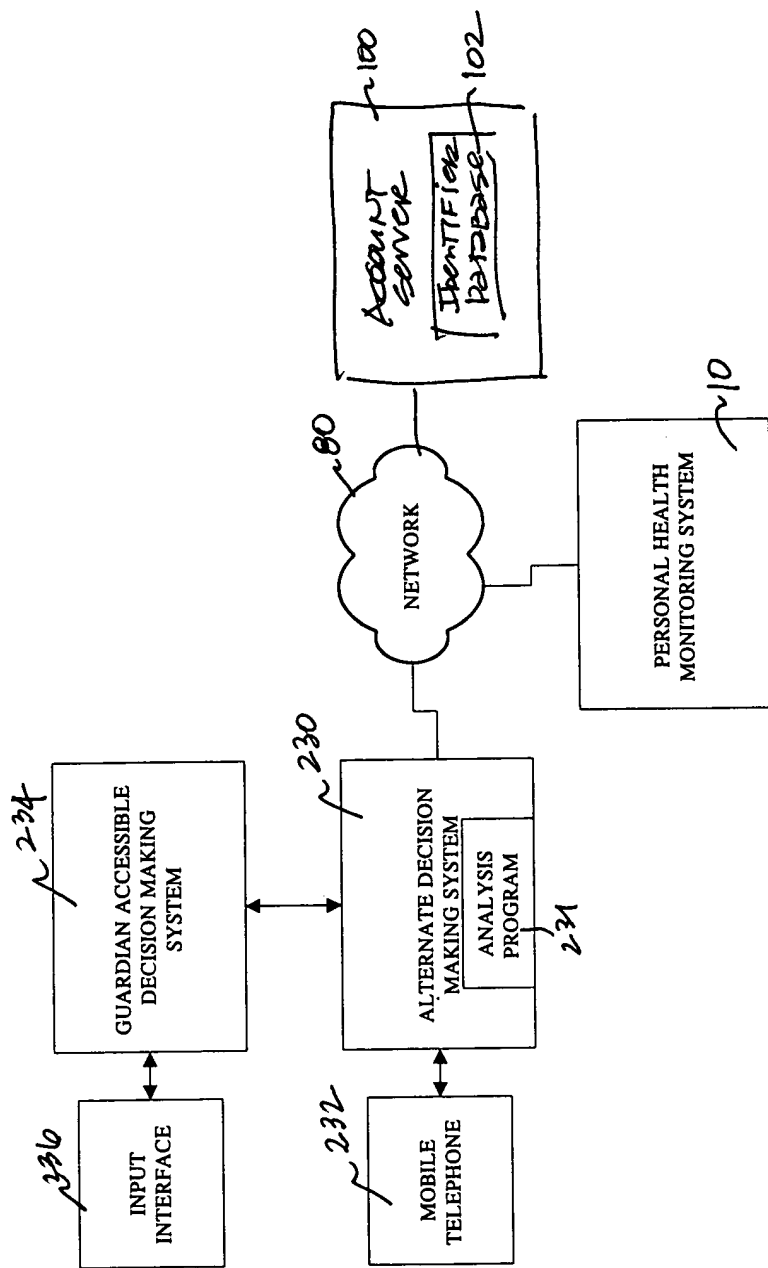 336
INPUT
INTERFACE
234
GUARDIAN ACCESSIBLE
DECISION MAKING
SYSTEM
232
MOBILE
TELEPHONE
230
ALTERNATE DECISION
MAKING SYSTEM
ANALYSIS
PROGRAM
231
80
NETWORK
100
ACCOUNT
SERVER
102
IDENTIFIER
DATABASE
10
PERSONAL HEALTH
MONITORING SYSTEM